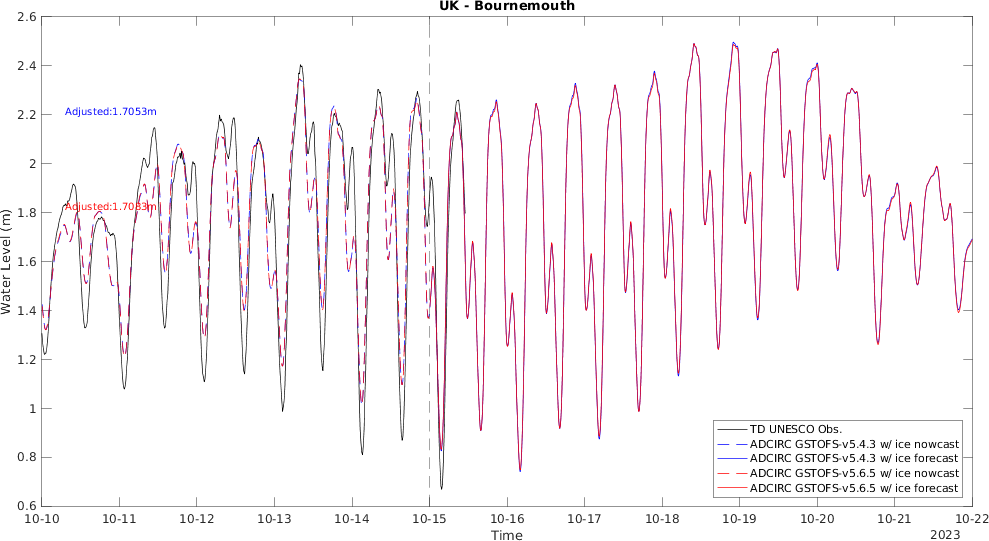 UK - Bournemouth
2.6
2.4
2.2
2
1.8
1.6
1.4
1.2
1
0.8
0.6
Water Level (m)
Adjusted:1.7053m
Adjusted:1.7083m
TD UNESCO Obs.
ADCIRC GSTOFS-v5.4.3 w/ ice nowcast
ADCIRC GSTOFS-v5.4.3 w/ ice forecast
ADCIRC GSTOFS-v5.6.5 w/ ice nowcast
ADCIRC GSTOFS-v5.6.5 w/ ice forecast
10-10 10-11 10-12 10-13 10-14 10-15 10-16 10-17 10-18 10-19 10-20 10-21 10-22
Time
2023